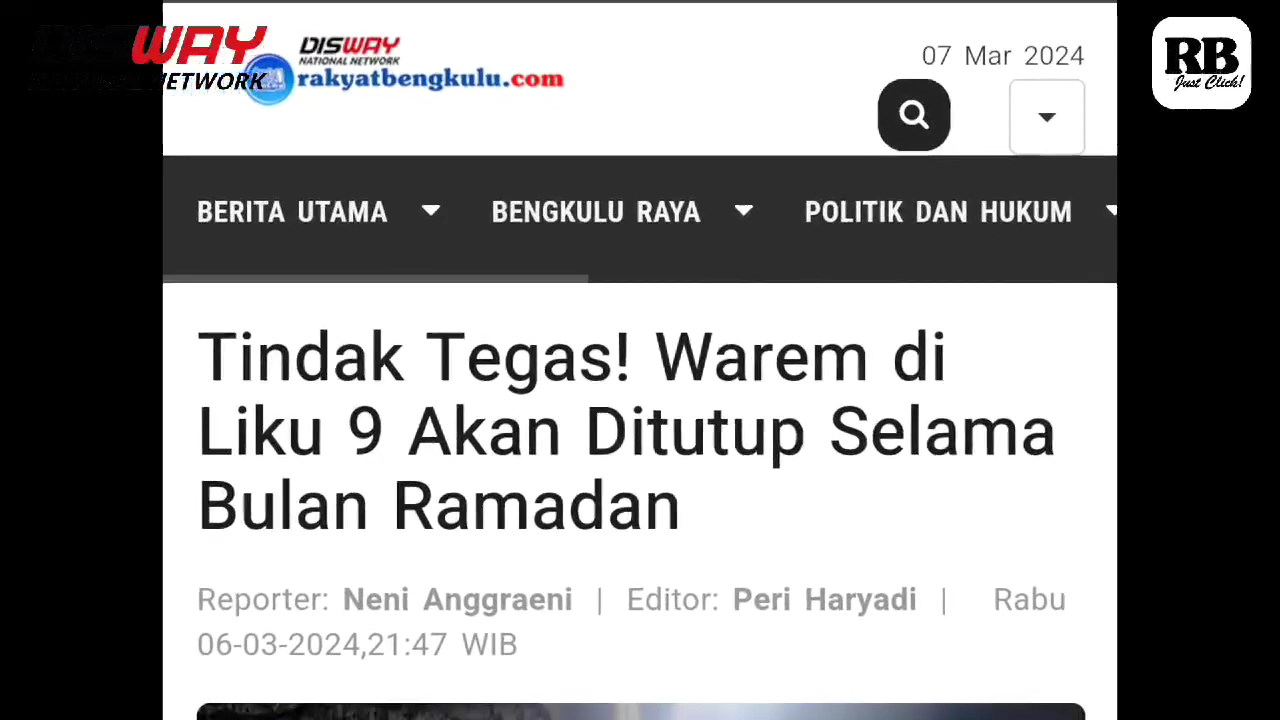 DISWAY
NATIONAL NETWORK
rakyatbengkulu.com
07 Mar 2024
RB
Just Click!
WAY
NETWORK
BERITA UTAMA
BENGKULU RAYA
POLITIK DAN HUKUM
Tindak Tegas! Warem di
Liku 9 Akan Ditutup Selama
Bulan Ramadan
Reporter: Neni Anggraeni | Editor: Peri Haryadi | Rabu
06-03-2024,21:47 WIB